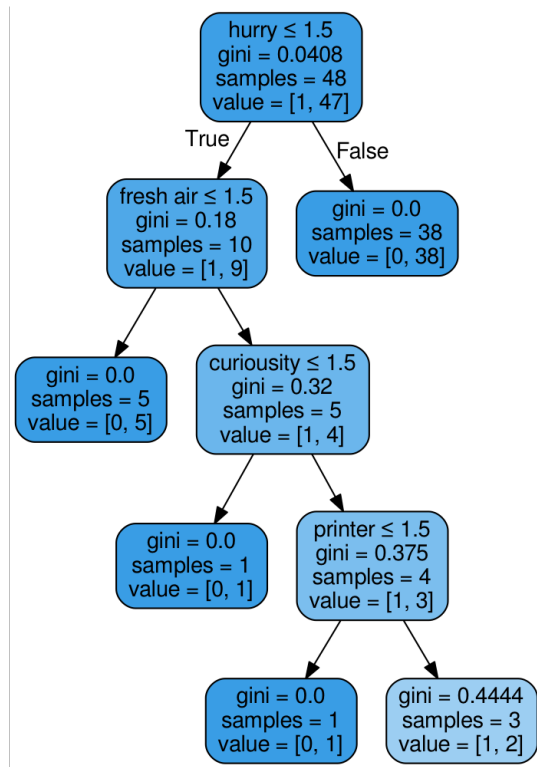 hurry ≤ 1.5
gini = 0.0408
samples = 48
value = [1, 47]
True
False
fresh air ≤ 1.5
gini = 0.18
samples = 10
value = [1, 9]
gini = 0.0
samples = 38
value = [0, 38]
gini = 0.0
samples = 5
value = [0, 5]
curiousity ≤ 1.5
gini = 0.32
samples = 5
value = [1, 4]
gini = 0.0
samples = 1
value = [0, 1]
printer ≤ 1.5
gini = 0.375
samples = 4
value = [1, 3]
gini = 0.0
samples = 1
value = [0, 1]
gini = 0.4444
samples = 3
value = [1, 2]